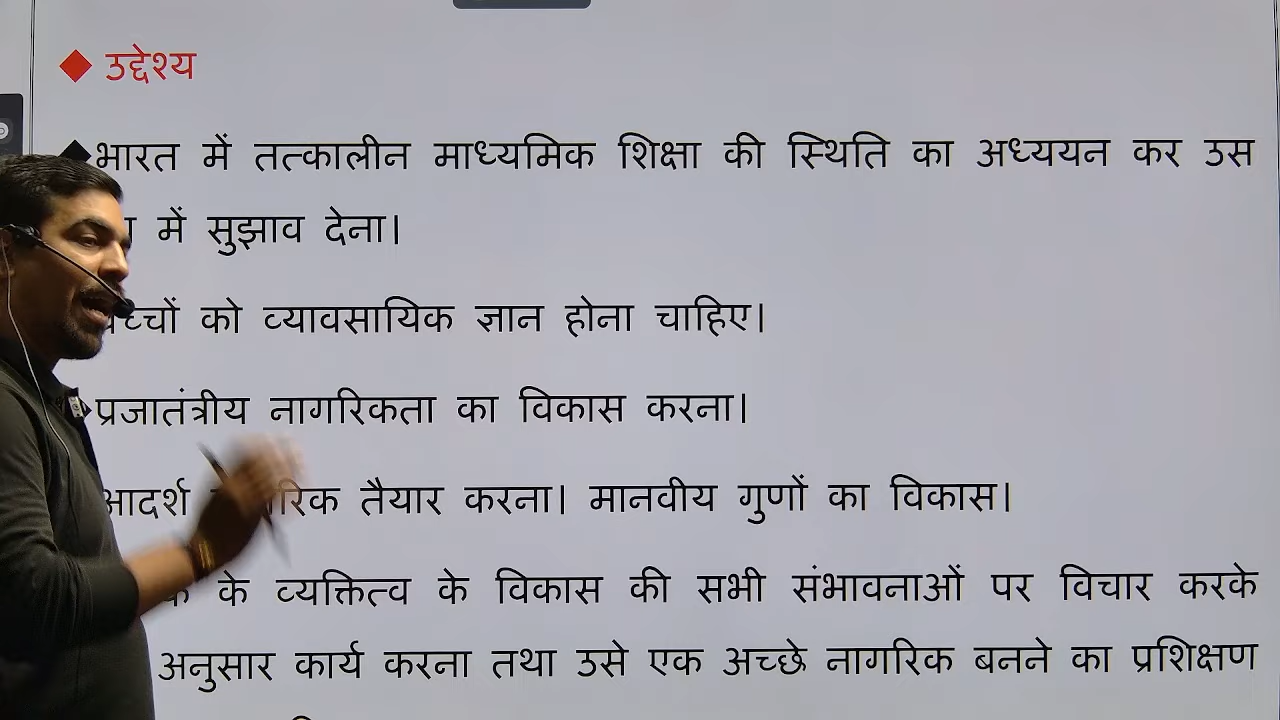 उद्देश्य
भारत में तत्कालीन माध्यमिक शिक्षा की स्थिति का अध्ययन कर उस
में सुझाव देना।
बच्चों को व्यावसायिक ज्ञान होना चाहिए।
प्रजातंत्रीय नागरिकता का विकास करना।
आदर्श तैयार करना। मानवीय गुणों का विकास।
के व्यक्तित्व के विकास की सभी संभावनाओं पर विचार करके
अनुसार कार्य करना तथा उसे एक अच्छे नागरिक बनने का प्रशिक्षण